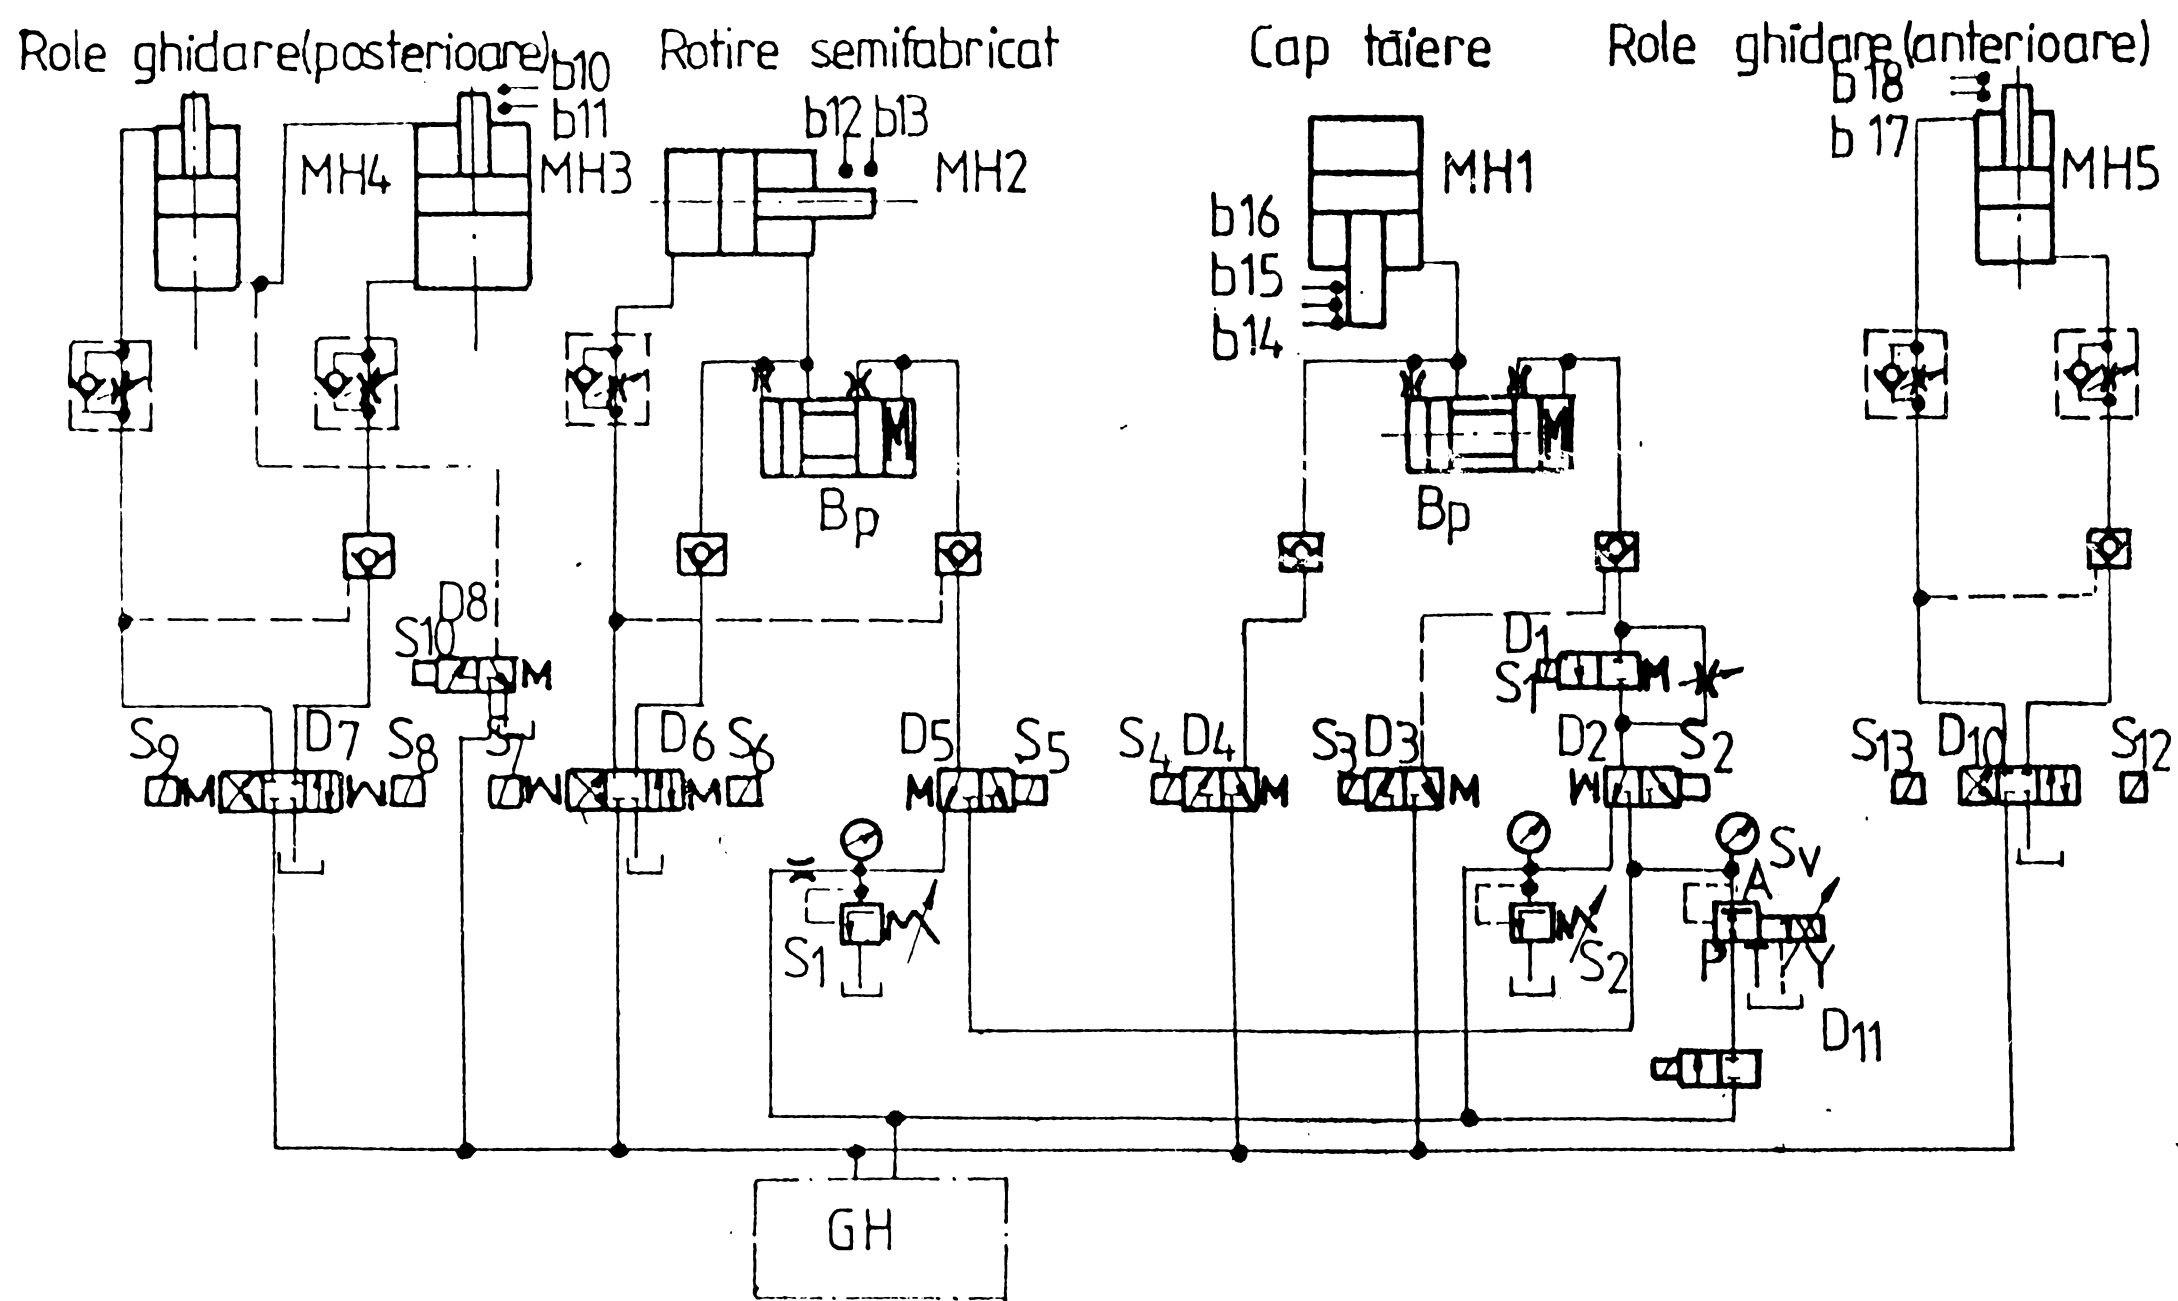 Role ghidare(posterioare)
Rotire semifabricat
Cap tăiere
Role ghidare(anterioare)
b10
b11
b12 b13
b18
b17
MH4
MH3
MH2
MH1
MH5
b16
b15
b14
Bp
Bp
D8
S10
D1
S1
S9
D7
S8
S7
D6
S6
D5
S5
S4
D4
S3
D3
D2
S2
S13
D10
S12
Sv
A
S1
S2
P
Y
D11
GH